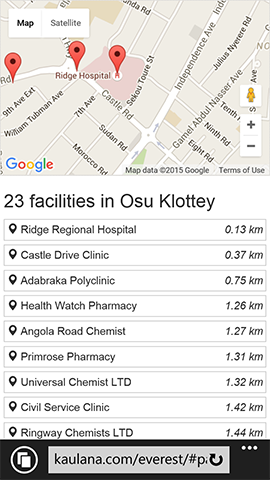 Map
Satellite
Rd
Ridge Hospital
H
9th Ave Ext
William Tubman Ave
7th Ave
Castle Rd
Sekou Toure St
Independence Ave
Julius Nyerere Rd
Gamel Abdul Nasser Ave
Ninth Rd
Eight Rd
Sudan Rd
Morocco Rd
Google
Map data ©2015 Google
Terms of Use
23 facilities in Osu Klottey
Ridge Regional Hospital 0.13 km
Castle Drive Clinic 0.37 km
Adabraka Polyclinic 0.75 km
Health Watch Pharmacy 1.26 km
Angola Road Chemist 1.27 km
Primrose Pharmacy 1.31 km
Universal Chemist LTD 1.32 km
Civil Service Clinic 1.42 km
Ringway Chemists LTD 1.44 km
kaulana.com/everest/#pa